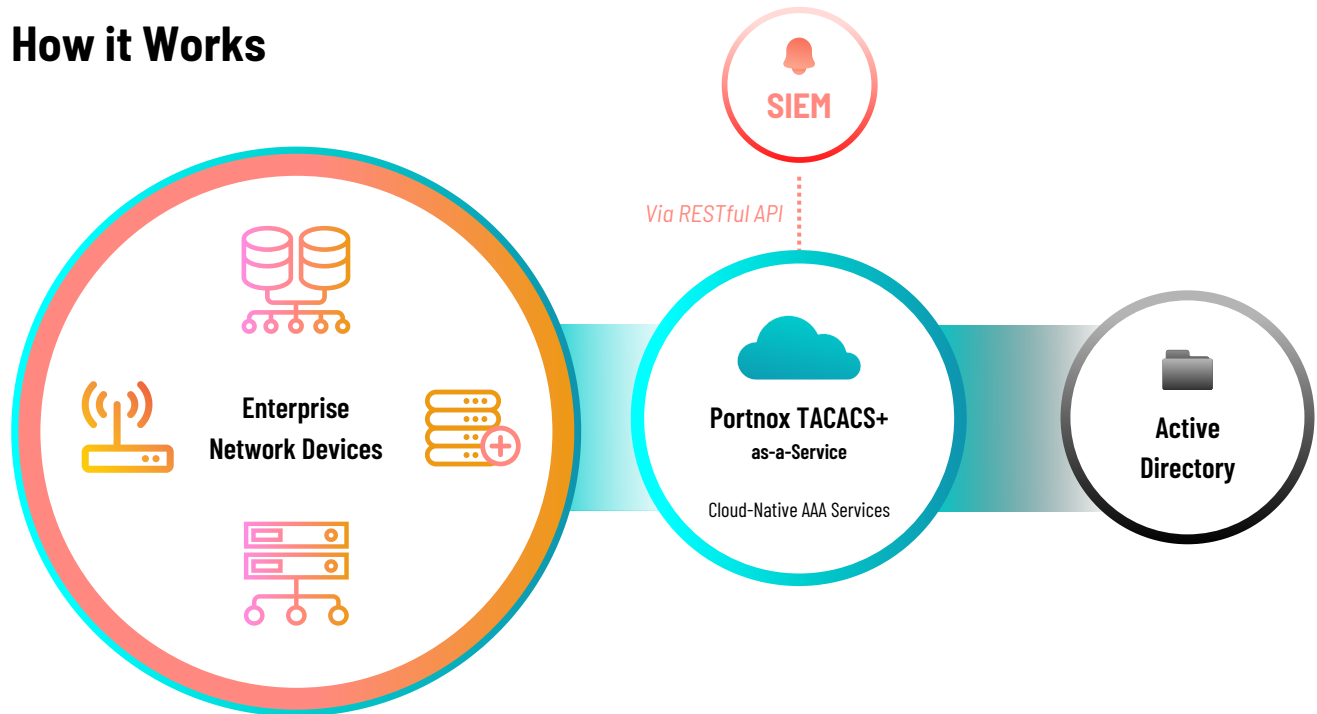 How it Works
SIEM
Via RESTful API
Enterprise
Network Devices
Portnox TACACS+
as-a-Service
Cloud-Native AAA Services
Active
Directory